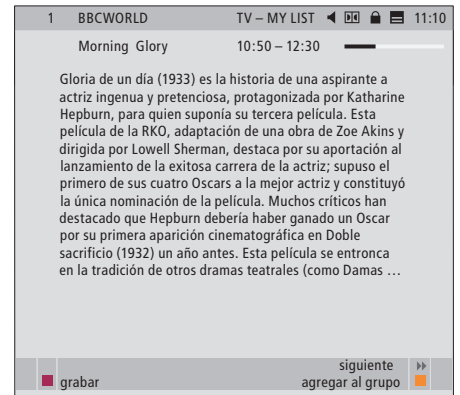 1 BBCWORLD TV – MY LIST 11:10
Morning Glory 10:50 – 12:30
Gloria de un día (1933) es la historia de una aspirante a
actriz ingenua y pretenciosa, protagonizada por Katharine
Hepburn, para quien suponía su tercera película. Esta
película de la RKO, adaptación de una obra de Zoe Akins y
dirigida por Lowell Sherman, destaca por su aportación al
lanzamiento de la exitosa carrera de la actriz; supuso el
primero de sus cuatro Oscars a la mejor actriz y constituyó
la única nominación de la película. Muchos críticos han
destacado que Hepburn debería haber ganado un Oscar
por su primera aparición cinematográfica en Doble
sacrificio (1932) un año antes. Esta película se entronca
en la tradición de otros dramas teatrales (como Damas …
siguiente
grabar agregar al grupo